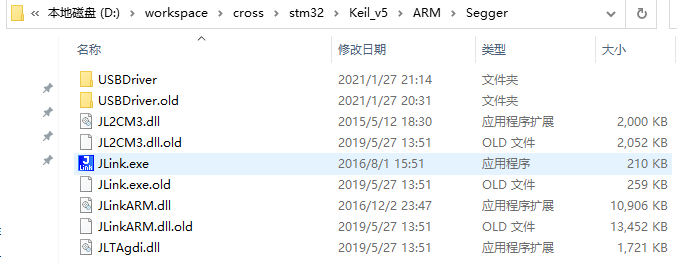 « 本地磁盘 (D:) > workspace > cross > stm32 > Keil_v5 > ARM > Segger
名称 修改日期 类型 大小
USBDriver 2021/1/27 21:14 文件夹
USBDriver.old 2021/1/27 20:31 文件夹
JL2CM3.dll 2015/5/12 18:30 应用程序扩展 2,000 KB
JL2CM3.dll.old 2019/5/27 13:51 OLD 文件 2,052 KB
JLink.exe 2016/8/1 15:51 应用程序 210 KB
JLink.exe.old 2019/5/27 13:51 OLD 文件 259 KB
JLinkARM.dll 2016/12/2 23:47 应用程序扩展 10,906 KB
JLinkARM.dll.old 2019/5/27 13:51 OLD 文件 13,452 KB
JLTAgdi.dll 2019/5/27 13:51 应用程序扩展 1,721 KB